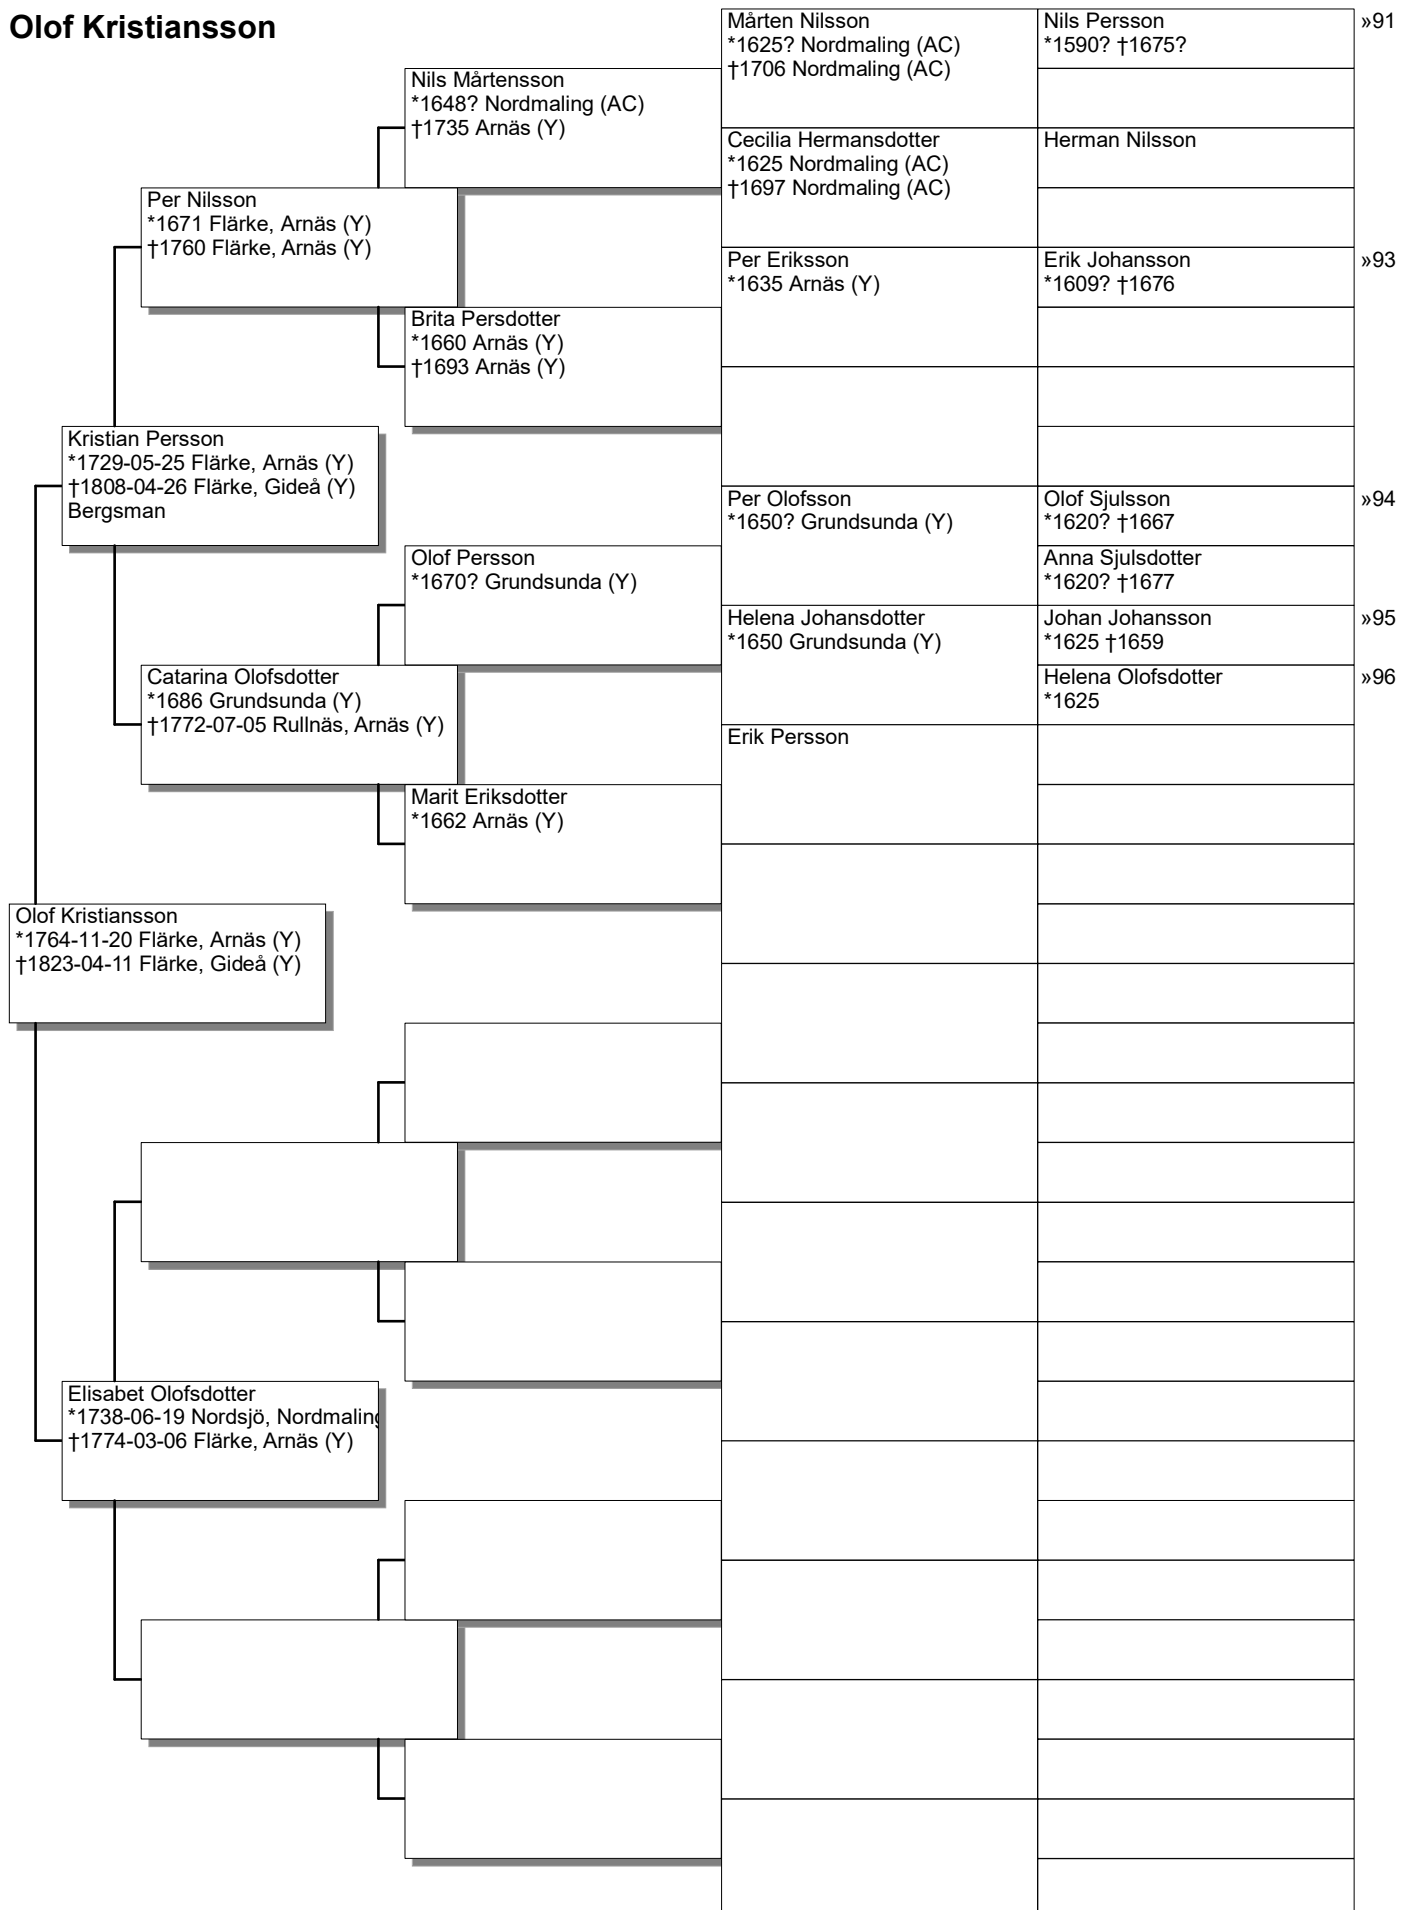 Olof Kristiansson
Mårten Nilsson
*1625? Nordmaling (AC)
†1706 Nordmaling (AC)
Nils Persson
*1590? †1675?
»91
Nils Mårtensson
*1648? Nordmaling (AC)
†1735 Arnäs (Y)
Cecilia Hermansdotter
*1625 Nordmaling (AC)
†1697 Nordmaling (AC)
Herman Nilsson
Per Nilsson
*1671 Flärke, Arnäs (Y)
†1760 Flärke, Arnäs (Y)
Per Eriksson
*1635 Arnäs (Y)
Erik Johansson
*1609? †1676
»93
Brita Persdotter
*1660 Arnäs (Y)
†1693 Arnäs (Y)
Kristian Persson
*1729-05-25 Flärke, Arnäs (Y)
†1808-04-26 Flärke, Gideå (Y)
Bergsman
Per Olofsson
*1650? Grundsunda (Y)
Olof Sjulsson
*1620? †1667
»94
Olof Persson
*1670? Grundsunda (Y)
Anna Sjulsdotter
*1620? †1677
Helena Johansdotter
*1650 Grundsunda (Y)
Johan Johansson
*1625 †1659
»95
Catarina Olofsdotter
*1686 Grundsunda (Y)
†1772-07-05 Rullnäs, Arnäs (Y)
Helena Olofsdotter
*1625
»96
Erik Persson
Marit Eriksdotter
*1662 Arnäs (Y)
Olof Kristiansson
*1764-11-20 Flärke, Arnäs (Y)
†1823-04-11 Flärke, Gideå (Y)
Elisabet Olofsdotter
*1738-06-19 Nordsjö, Nordmaling
†1774-03-06 Flärke, Arnäs (Y)